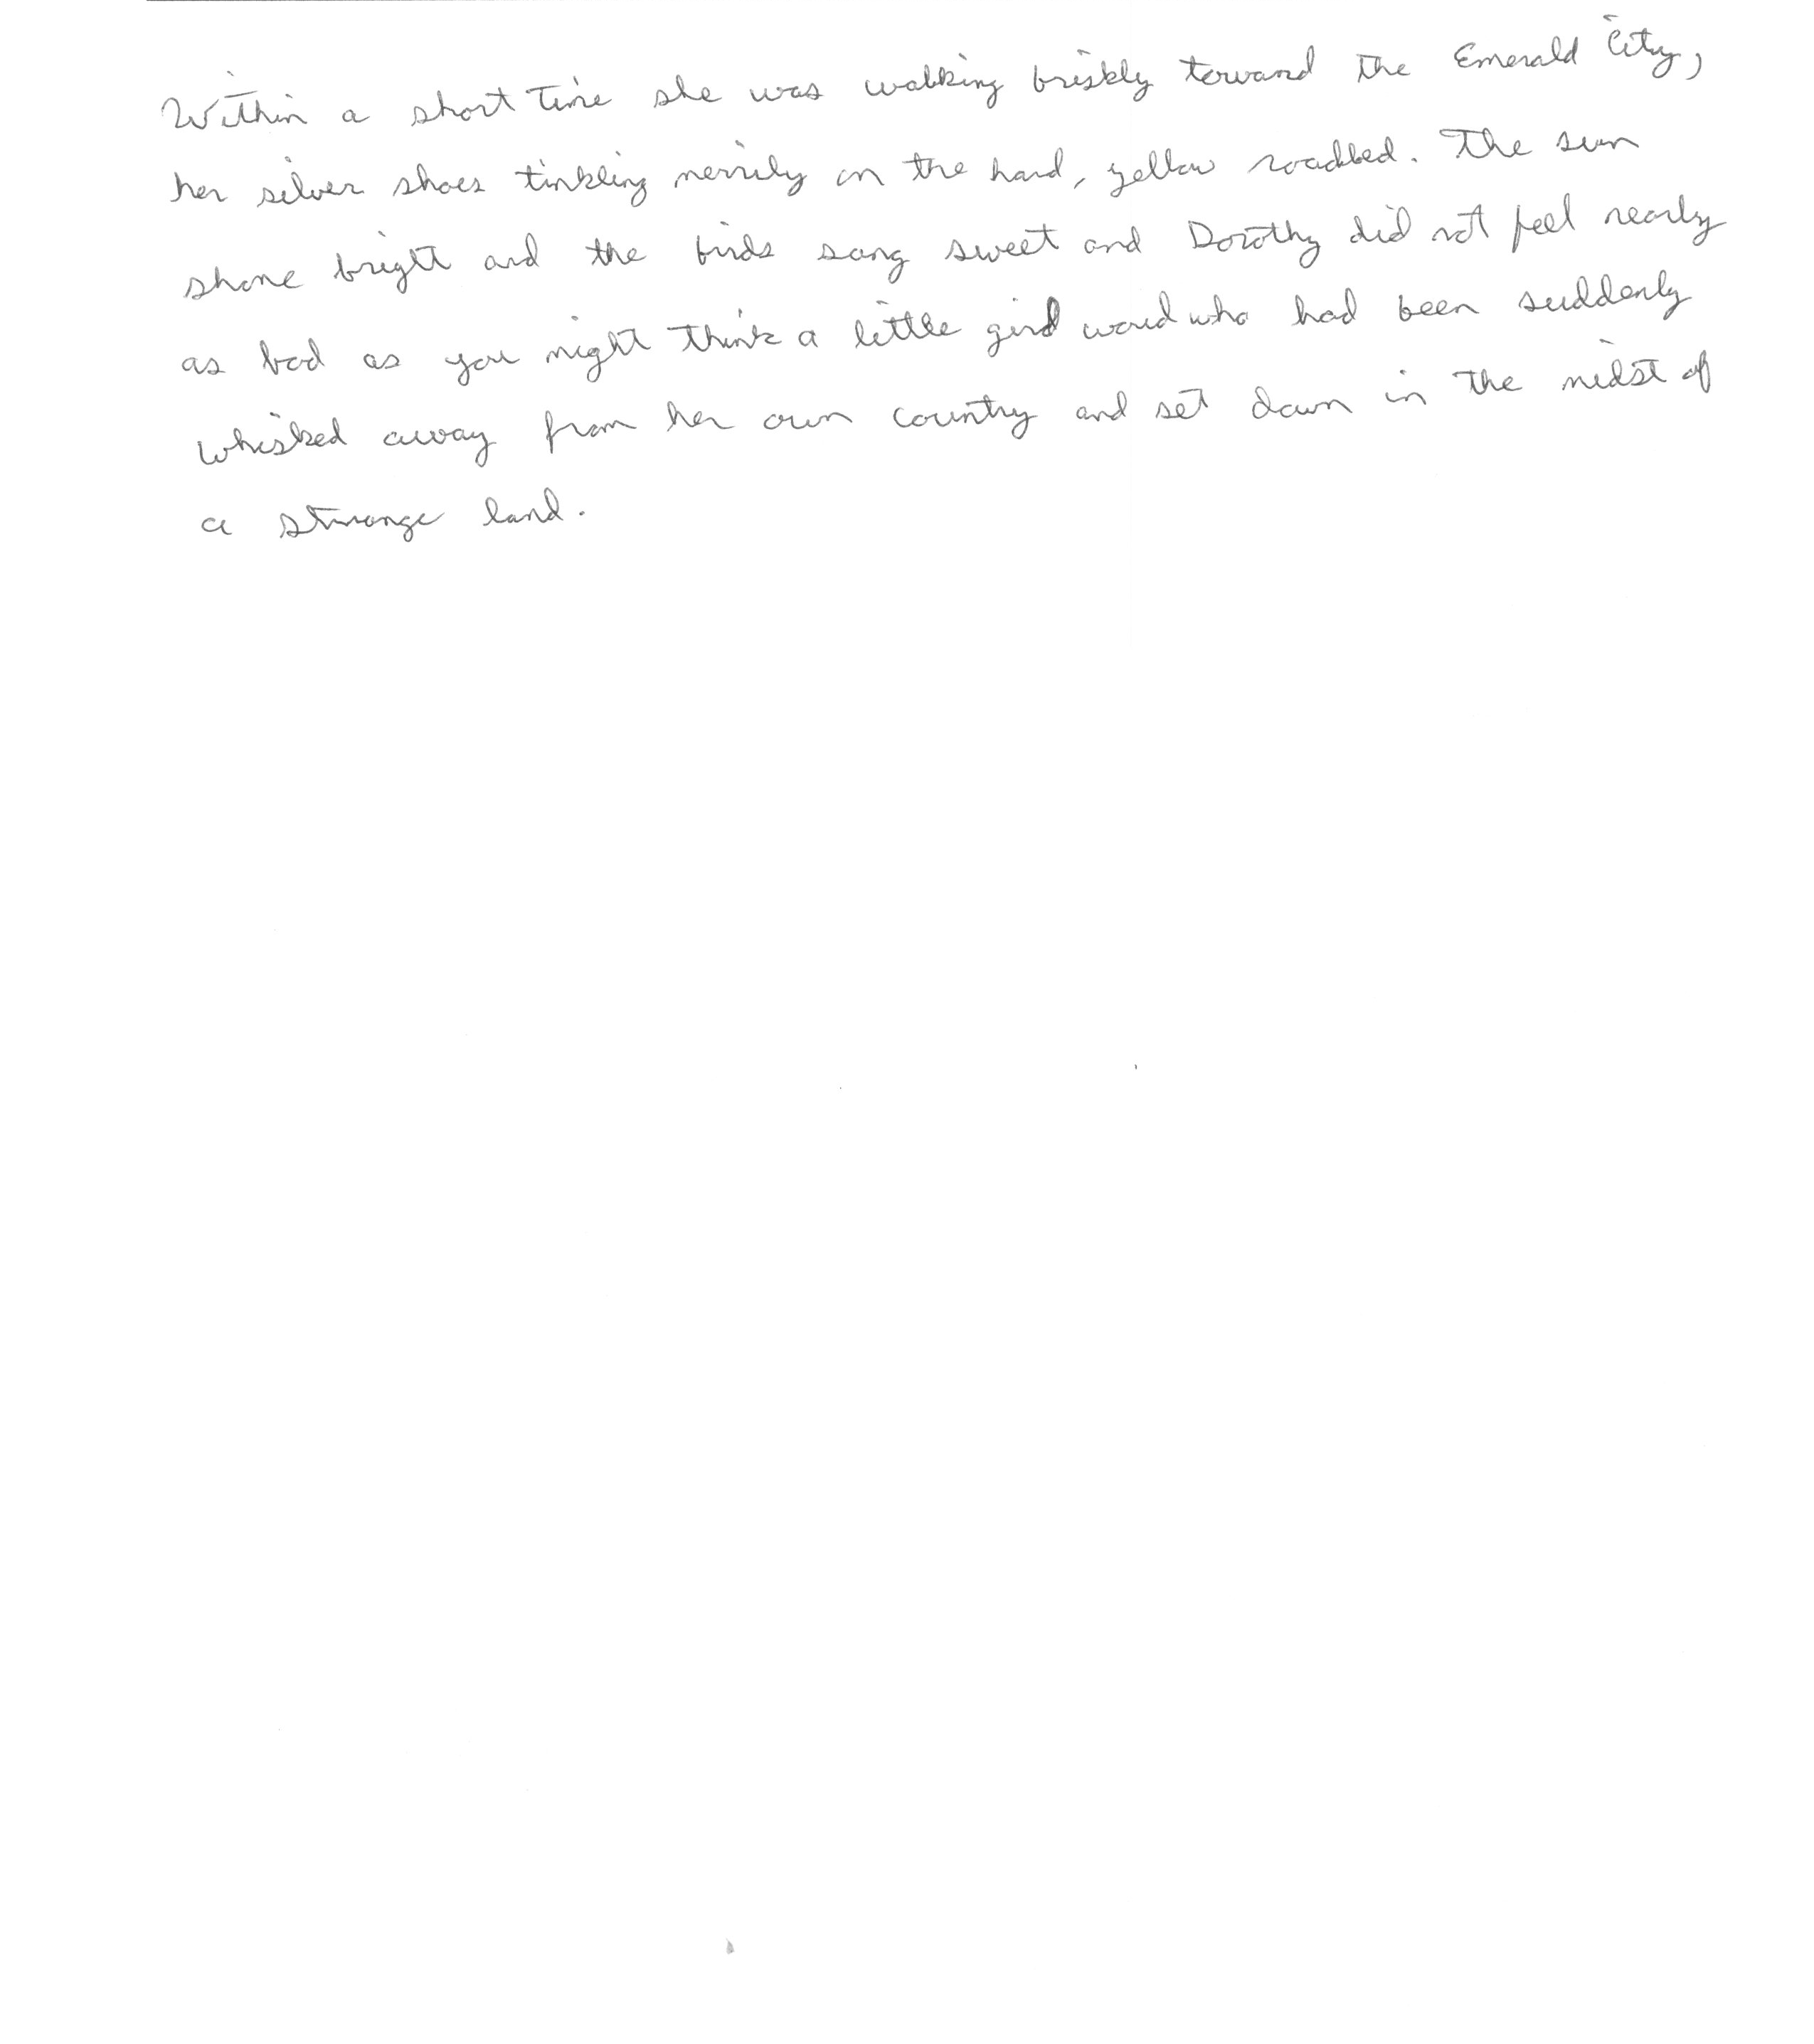 Within a short time she was walking briskly toward the Emerald City,
her silver shoes tinkling merrily on the hard, yellow roadbed. The sun
shone bright and the birds sang sweet and Dorothy did not feel nearly
as bad as you might think a little girl would who had been suddenly
whisked away from her own country and set down in the midst of
a strange land.